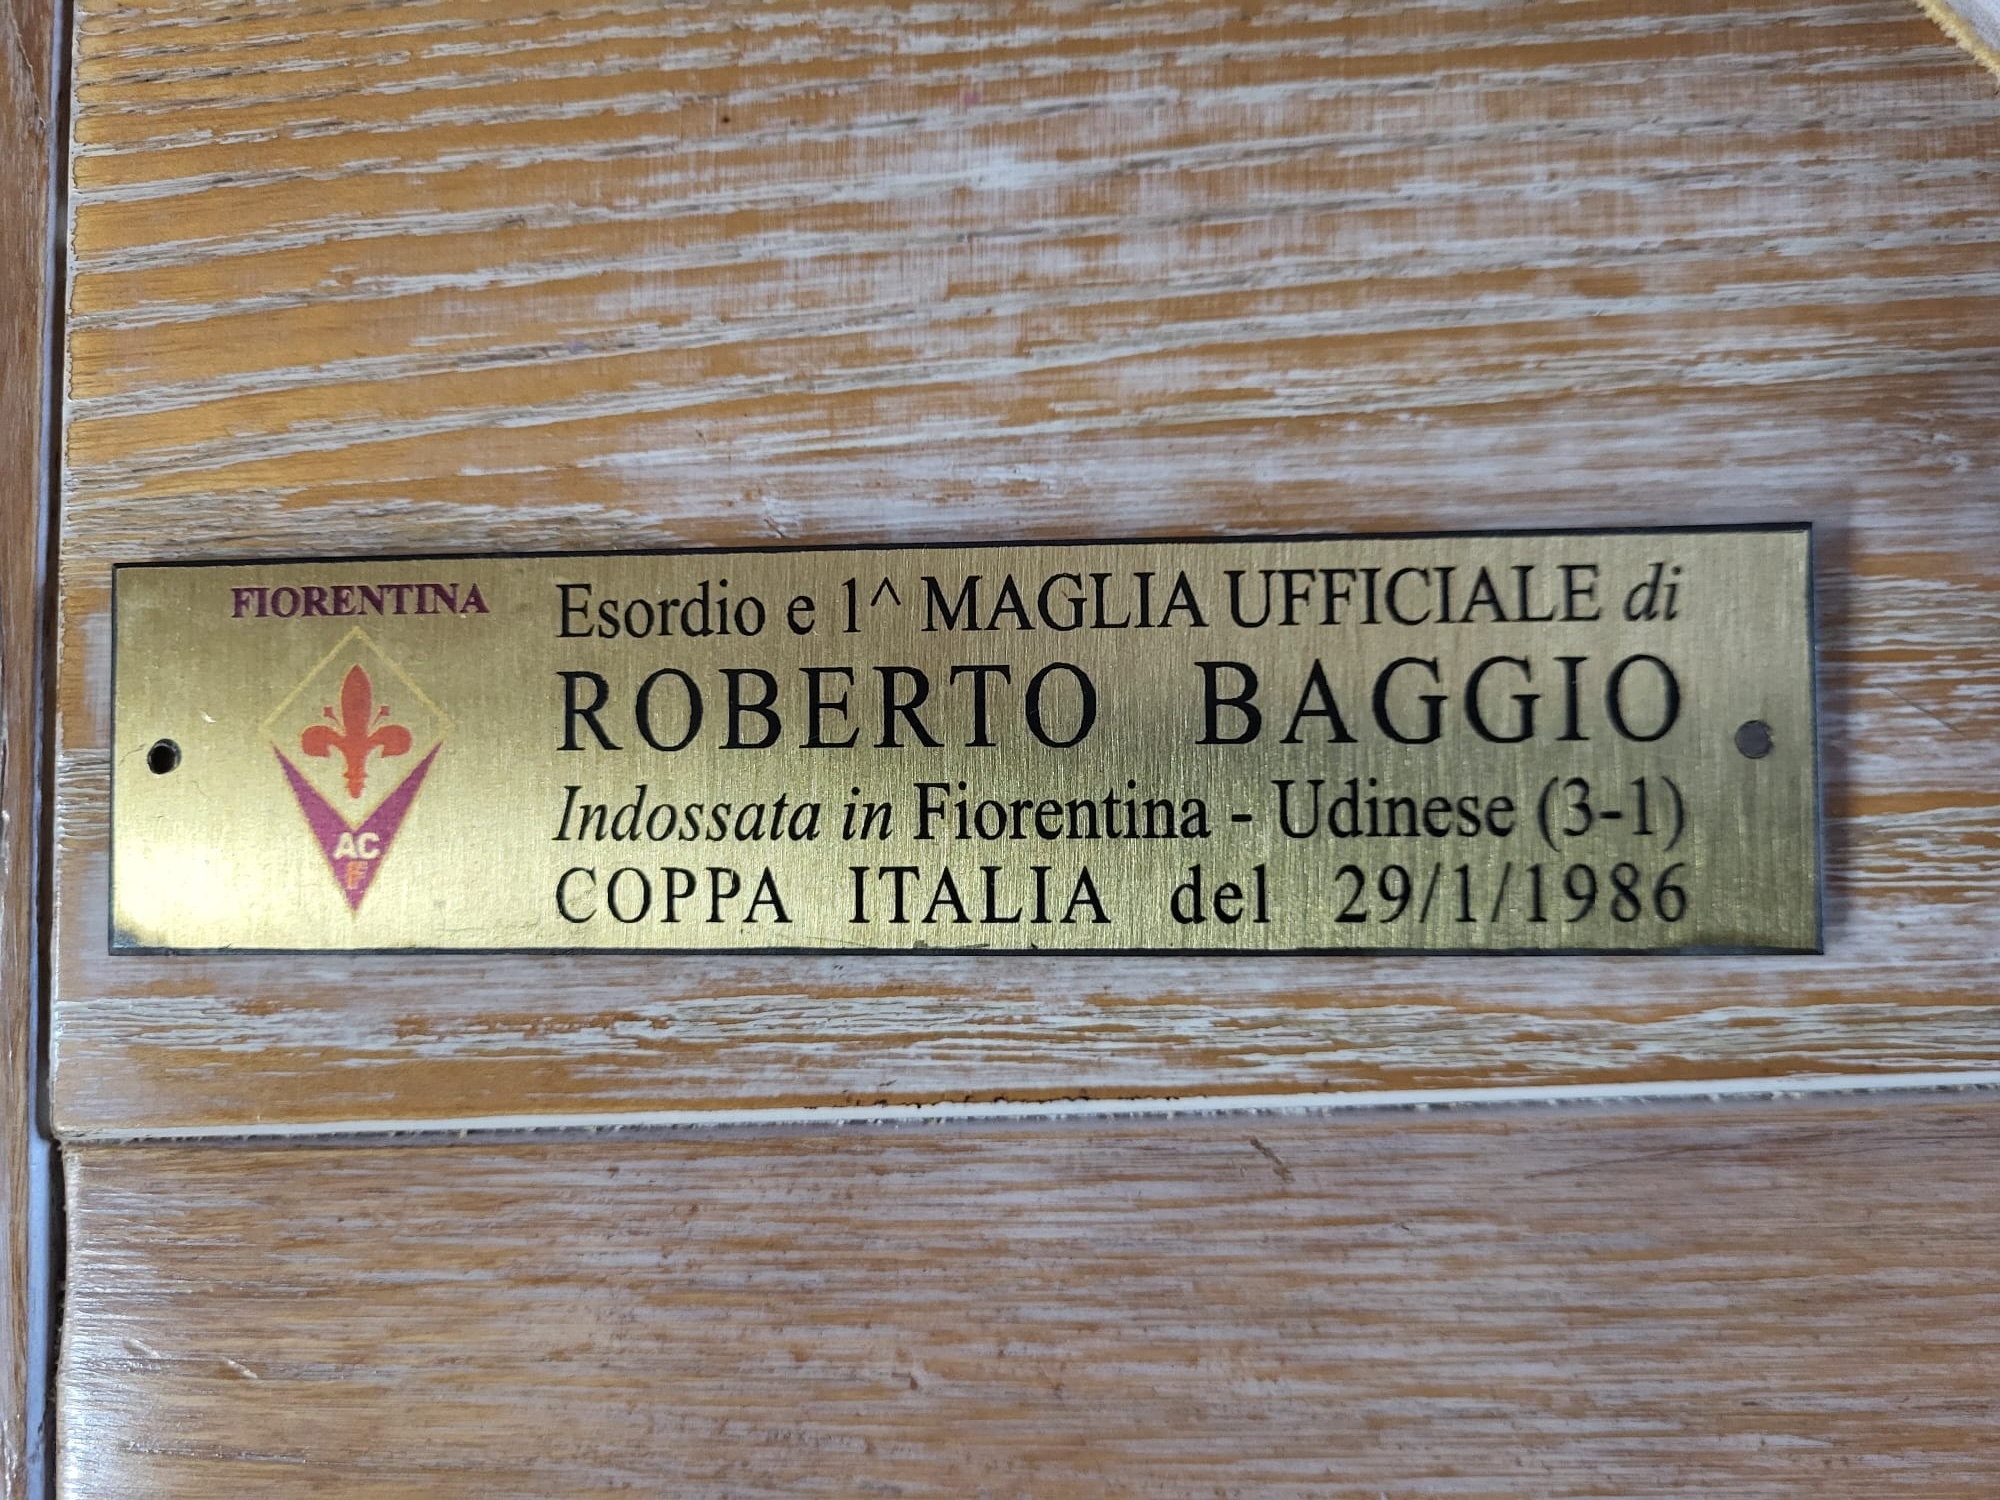 FIORENTINA
AC
F
Esordio e 1^ MAGLIA UFFICIALE di
ROBERTO BAGGIO
Indossata in Fiorentina - Udinese (3-1)
COPPA ITALIA del 29/1/1986